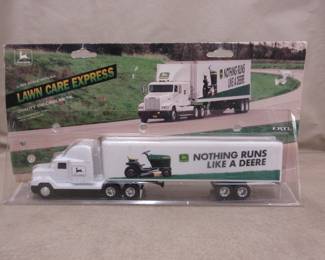 LAWN CARE EXPRESS
NOTHING RUNS
LIKE A DEERE
ERTL
NOTHING RUNS
LIKE A DEERE